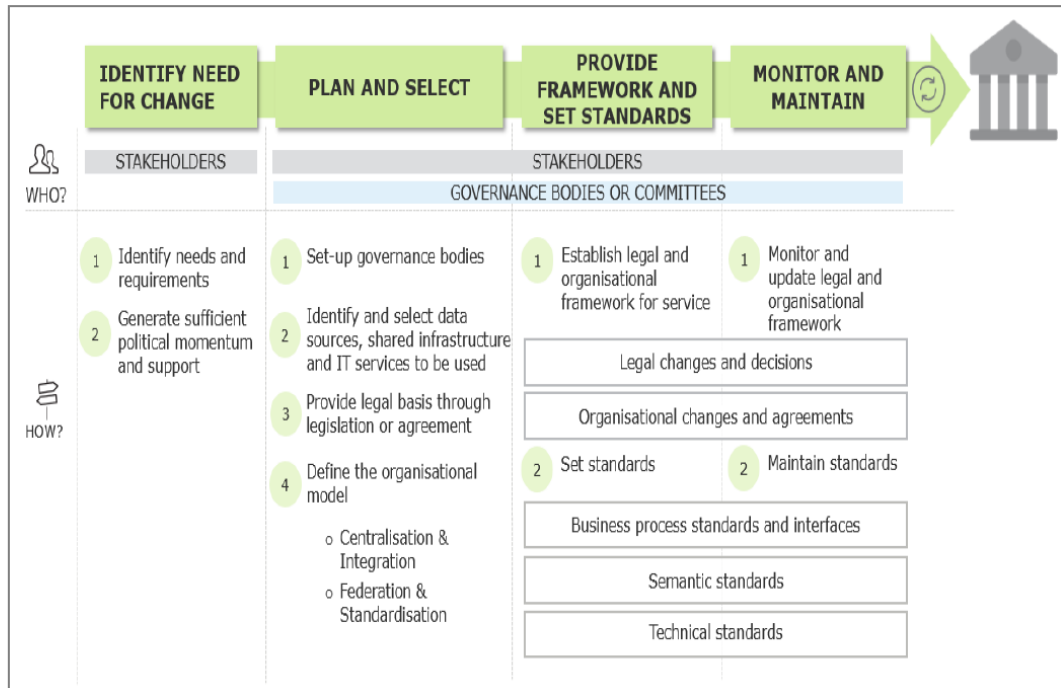 IDENTIFY NEED
FOR CHANGE
PLAN AND SELECT
PROVIDE
FRAMEWORK AND
SET STANDARDS
MONITOR AND
MAINTAIN
WHO?
STAKEHOLDERS
STAKEHOLDERS
GOVERNANCE BODIES OR COMMITTEES
HOW?
1 Identify needs and
requirements
2 Generate sufficient
political momentum
and support
1 Set-up governance bodies
2 Identify and select data
sources, shared infrastructure
and IT services to be used
3 Provide legal basis through
legislation or agreement
4 Define the organisational
model
o Centralisation &
Integration
o Federation &
Standardisation
1 Establish legal and
organisational
framework for service
1 Monitor and
update legal and
organisational
framework
Legal changes and decisions
Organisational changes and agreements
2 Set standards
2 Maintain standards
Business process standards and interfaces
Semantic standards
Technical standards